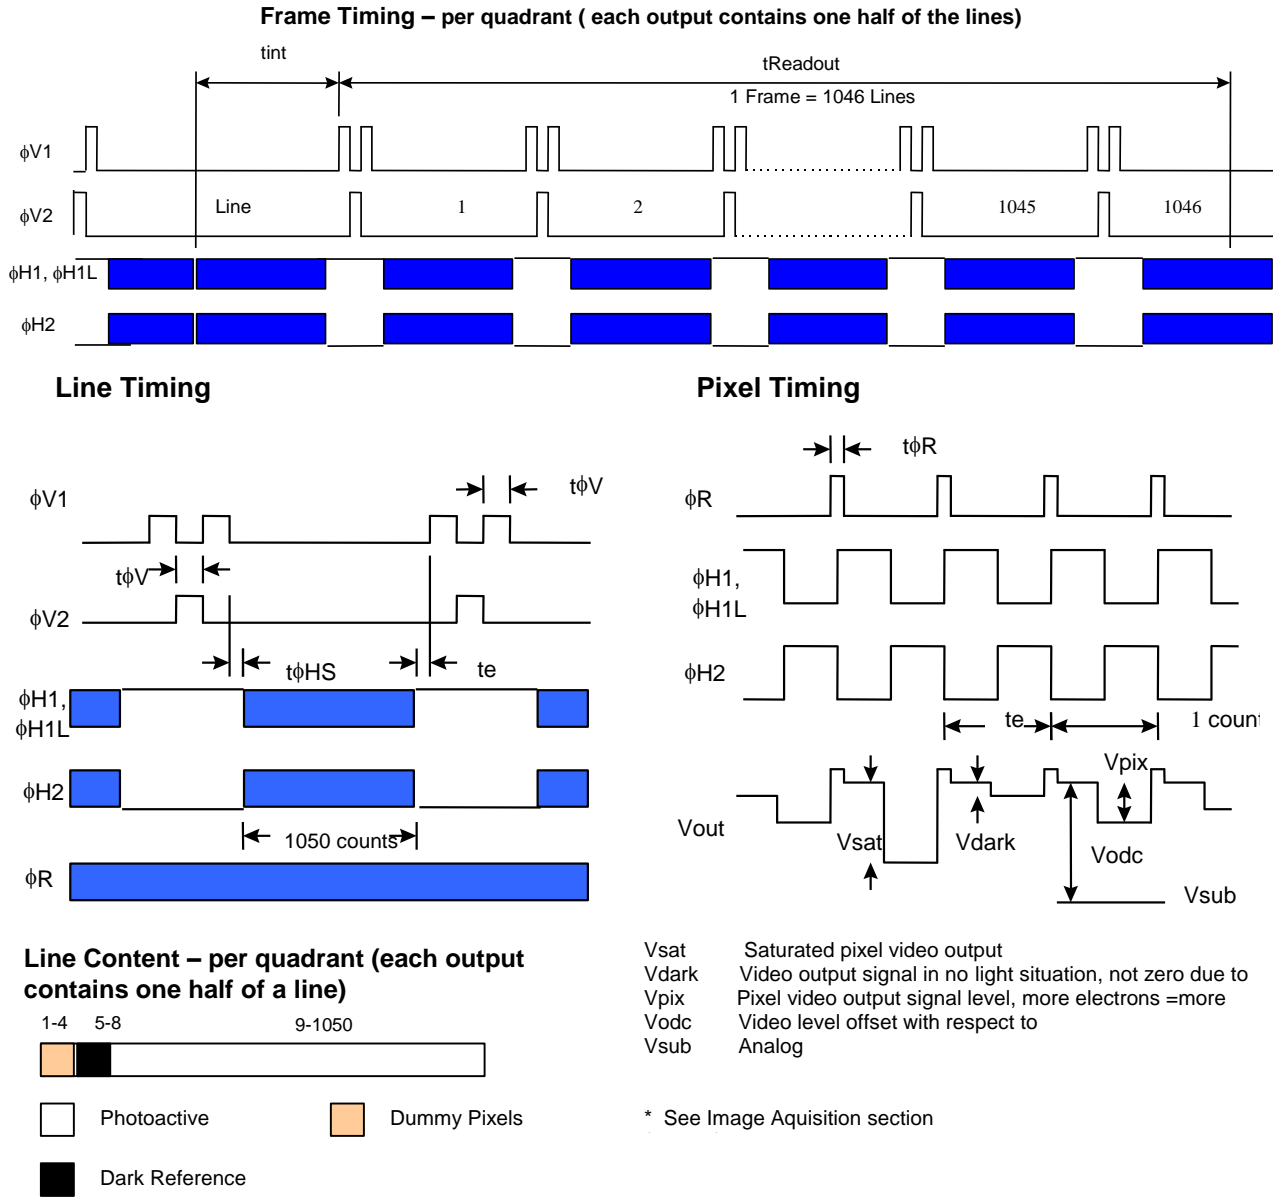 Frame Timing – per quadrant ( each output contains one half of the lines)
tint
tReadout
1 Frame = 1046 Lines
ϕV1
ϕV2
Line
1
2
1045
1046
ϕH1, ϕH1L
ϕH2
Line Timing
ϕV1
tϕV
tϕV
ϕV2
tϕHS
te
ϕH1,
ϕH1L
ϕH2
1050 counts
ϕR
Pixel Timing
tϕR
ϕR
ϕH1,
ϕH1L
ϕH2
te
1 count
Vpix
Vout
Vsat
Vdark
Vodc
Vsub
Line Content – per quadrant (each output
contains one half of a line)
1-4 5-8 9-1050
Photoactive
Dummy Pixels
Dark Reference
Vsat Saturated pixel video output
Vdark Video output signal in no light situation, not zero due to
Vpix Pixel video output signal level, more electrons =more
Vodc Video level offset with respect to
Vsub Analog
* See Image Aquisition section